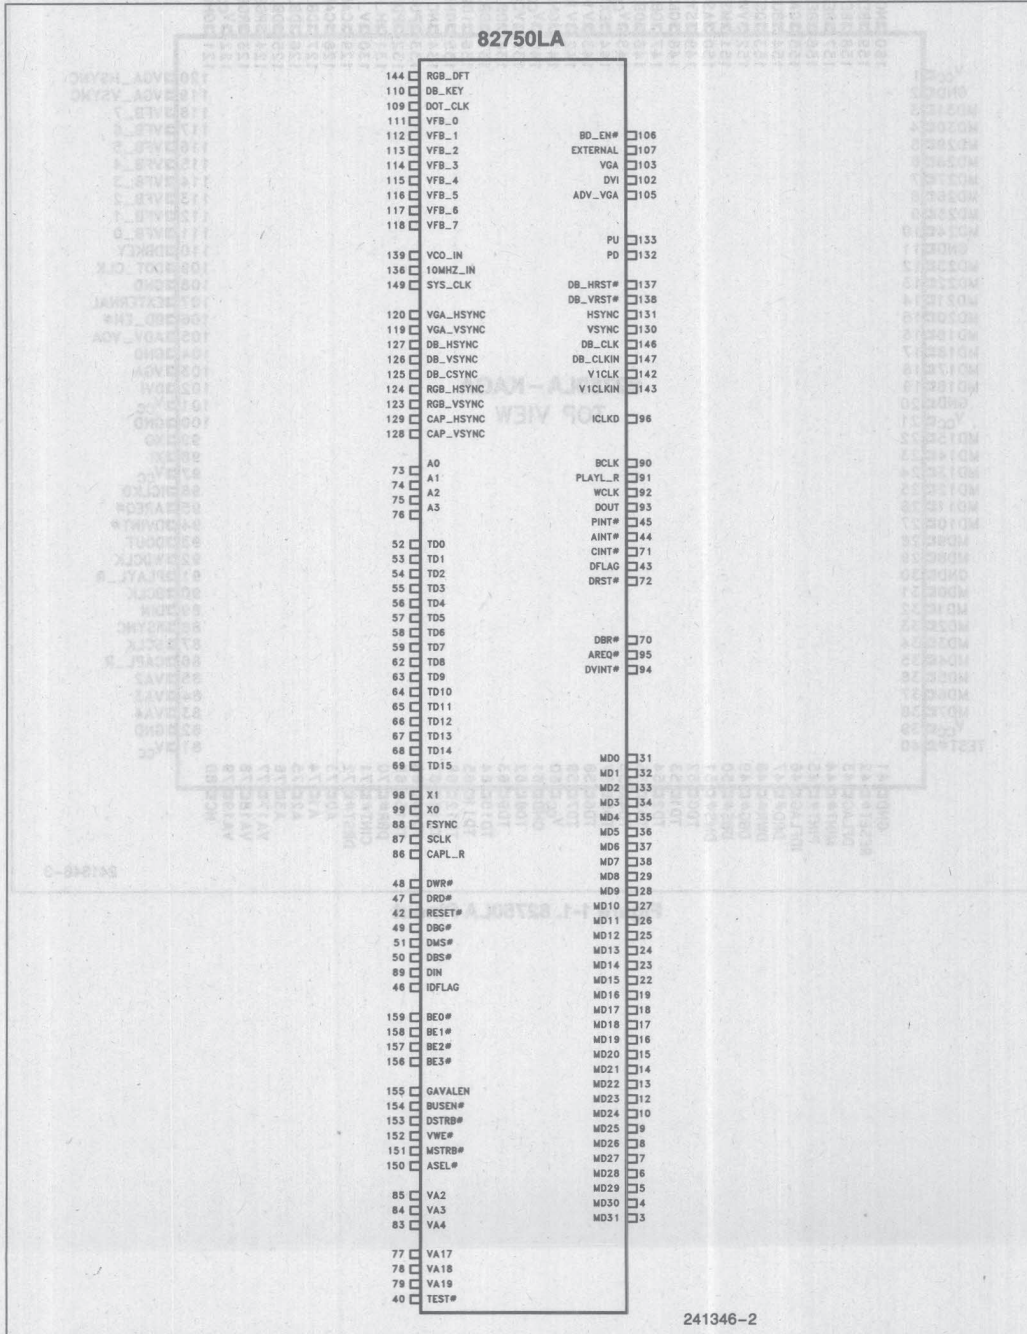 82750LA
144 RGB_DFT
110 DB_KEY
109 DOT_CLK
111 VFB_0
112 VFB_1
113 VFB_2
114 VFB_3
115 VFB_4
116 VFB_5
117 VFB_6
118 VFB_7
139 VCO_IN
136 10MHZ_IN
149 SYS_CLK
120 VGA_HSYNC
119 VGA_VSYNC
127 DB_HSYNC
126 DB_VSYNC
125 DB_CSYNC
124 RGB_HSYNC
123 RGB_VSYNC
129 CAP_HSYNC
128 CAP_VSYNC
73 A0
74 A1
75 A2
76 A3
52 TD0
53 TD1
54 TD2
55 TD3
56 TD4
57 TD5
58 TD6
59 TD7
62 TD8
63 TD9
64 TD10
65 TD11
66 TD12
67 TD13
68 TD14
69 TD15
98 X1
99 X0
88 FSYNC
87 SCLK
86 CAPL_R
48 DWR#
47 DRD#
42 RESET#
49 DBG#
51 DMS#
50 DBS#
89 DIN
46 IDFLAG
159 BE0#
158 BE1#
157 BE2#
156 BE3#
155 GAVALEN
154 BUSEN#
153 DSTRB#
152 VWE#
151 MSTRB#
150 ASEL#
85 VA2
84 VA3
83 VA4
77 VA17
78 VA18
79 VA19
40 TEST#
BD_EN# 106
EXTERNAL 107
VGA 103
DVI 102
ADV_VGA 105
PU 133
PD 132
DB_HRST# 137
DB_VRST# 138
HSYNC 131
VSYNC 130
DB_CLK 146
DB_CLKIN 147
V1CLK 142
V1CLKIN 143
ICLKD 96
BCLK 90
PLAYL_R 91
WCLK 92
DOUT 93
PINT# 45
AINT# 44
CINT# 71
DFLAG 43
DRST# 72
DBR# 70
AREQ# 95
DVINT# 94
MD0 31
MD1 32
MD2 33
MD3 34
MD4 35
MD5 36
MD6 37
MD7 38
MD8 29
MD9 28
MD10 27
MD11 26
MD12 25
MD13 24
MD14 23
MD15 22
MD16 19
MD17 18
MD18 17
MD19 16
MD20 15
MD21 14
MD22 13
MD23 12
MD24 10
MD25 9
MD26 8
MD27 7
MD28 6
MD29 5
MD30 4
MD31 3
241346–2